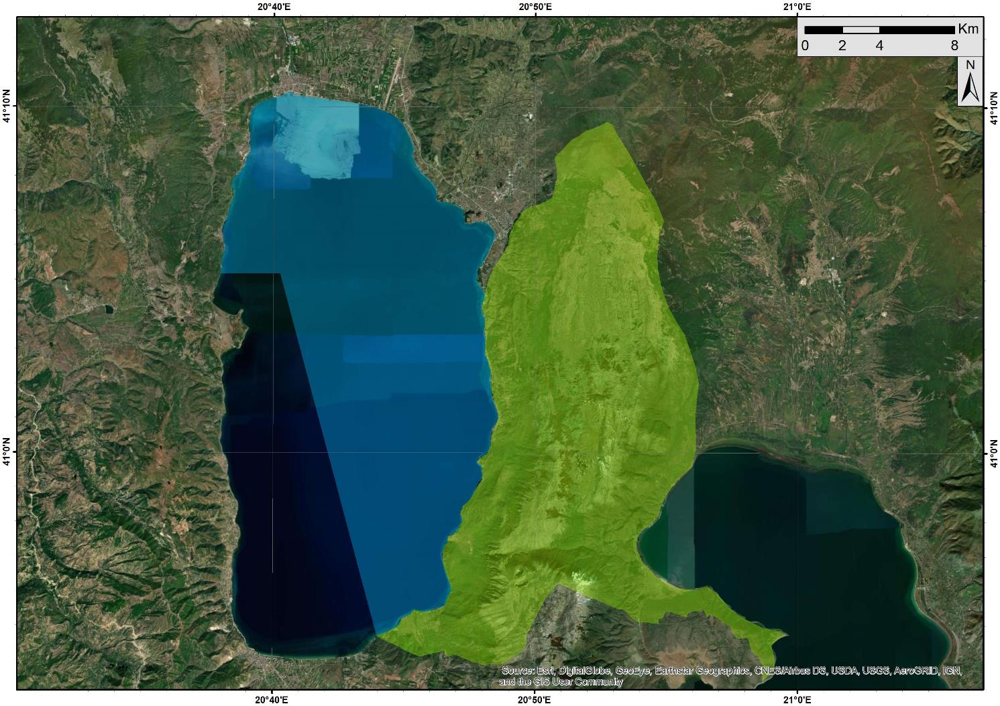 20°40'E 20°50'E 21°0'E
Km
0 2 4 8
N
41°10'N 41°10'N
41°0'N 41°0'N
Source: Esri, DigitalGlobe, GeoEye, Earthstar Geographics, CNES/Airbus DS, USDA, USGS, AeroGRID, IGN,
and the GIS User Community
20°40'E 20°50'E 21°0'E